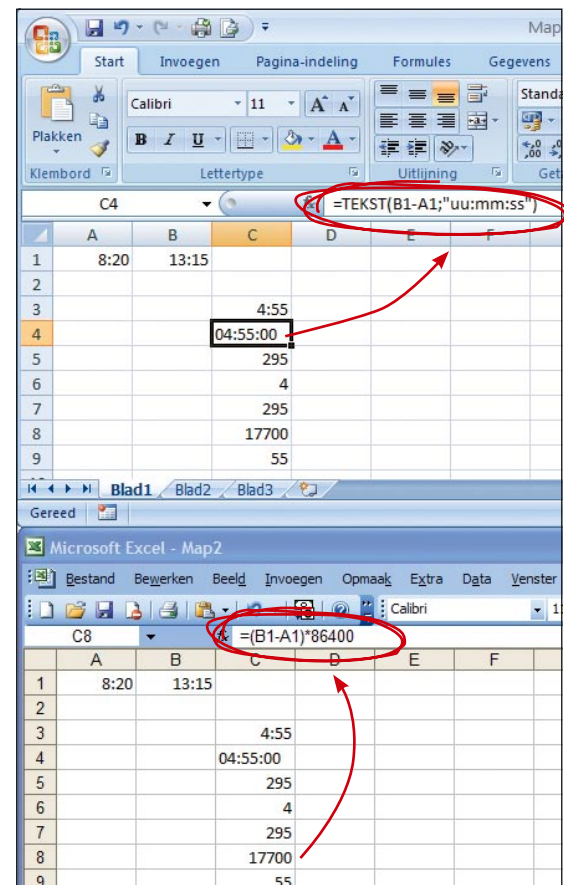 Map
Start Invoegen Pagina-indeling Formules Gegevens
Calibri 11 A A Standa
Plakken B I U A
Klembord Lettertype Uitlijning Get
C4 =TEKST(B1-A1;"uu:mm:ss")
A B C D E F
1 8:20 13:15
2
3 4:55
4 04:55:00
5 295
6 4
7 295
8 17700
9 55
Blad1 Blad2 Blad3
Gereed
Microsoft Excel - Map2
Bestand Bewerken Beeld Invoegen Opmaak Extra Data Venster
Calibri 1
C8 fx =(B1-A1)*86400
A B C D E F
1 8:20 13:15
2
3 4:55
4 04:55:00
5 295
6 4
7 295
8 17700
9 55